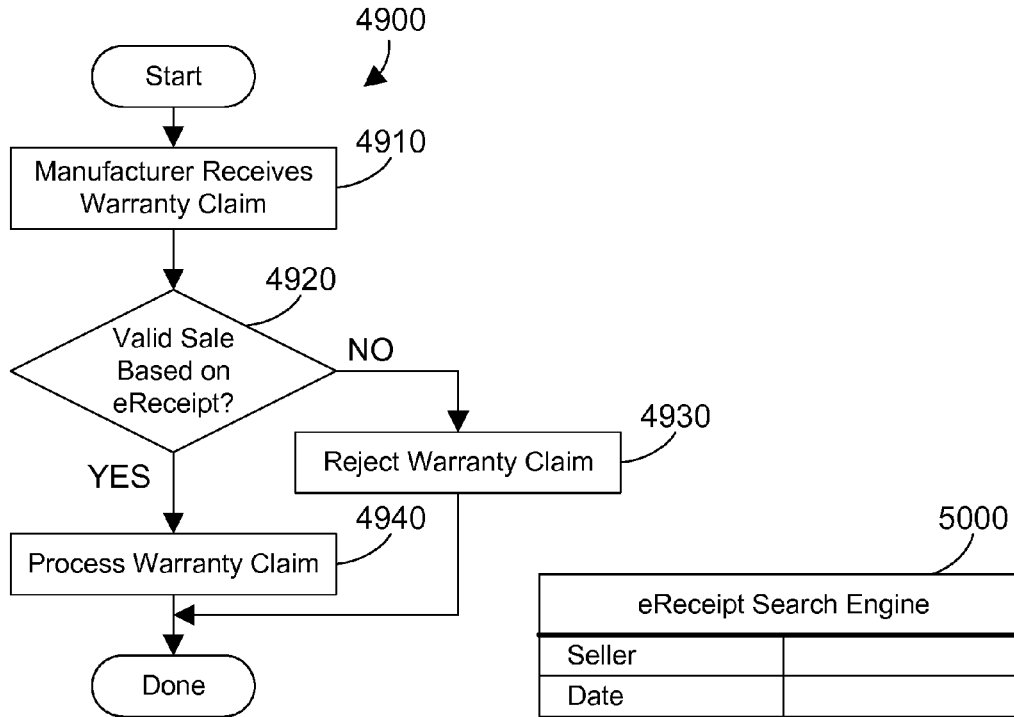 4900
Start
4910
Manufacturer Receives
Warranty Claim
4920
Valid Sale
Based on
eReceipt?
NO
4930
Reject Warranty Claim
YES
4940
Process Warranty Claim
5000
eReceipt Search Engine
Seller
Date
Done